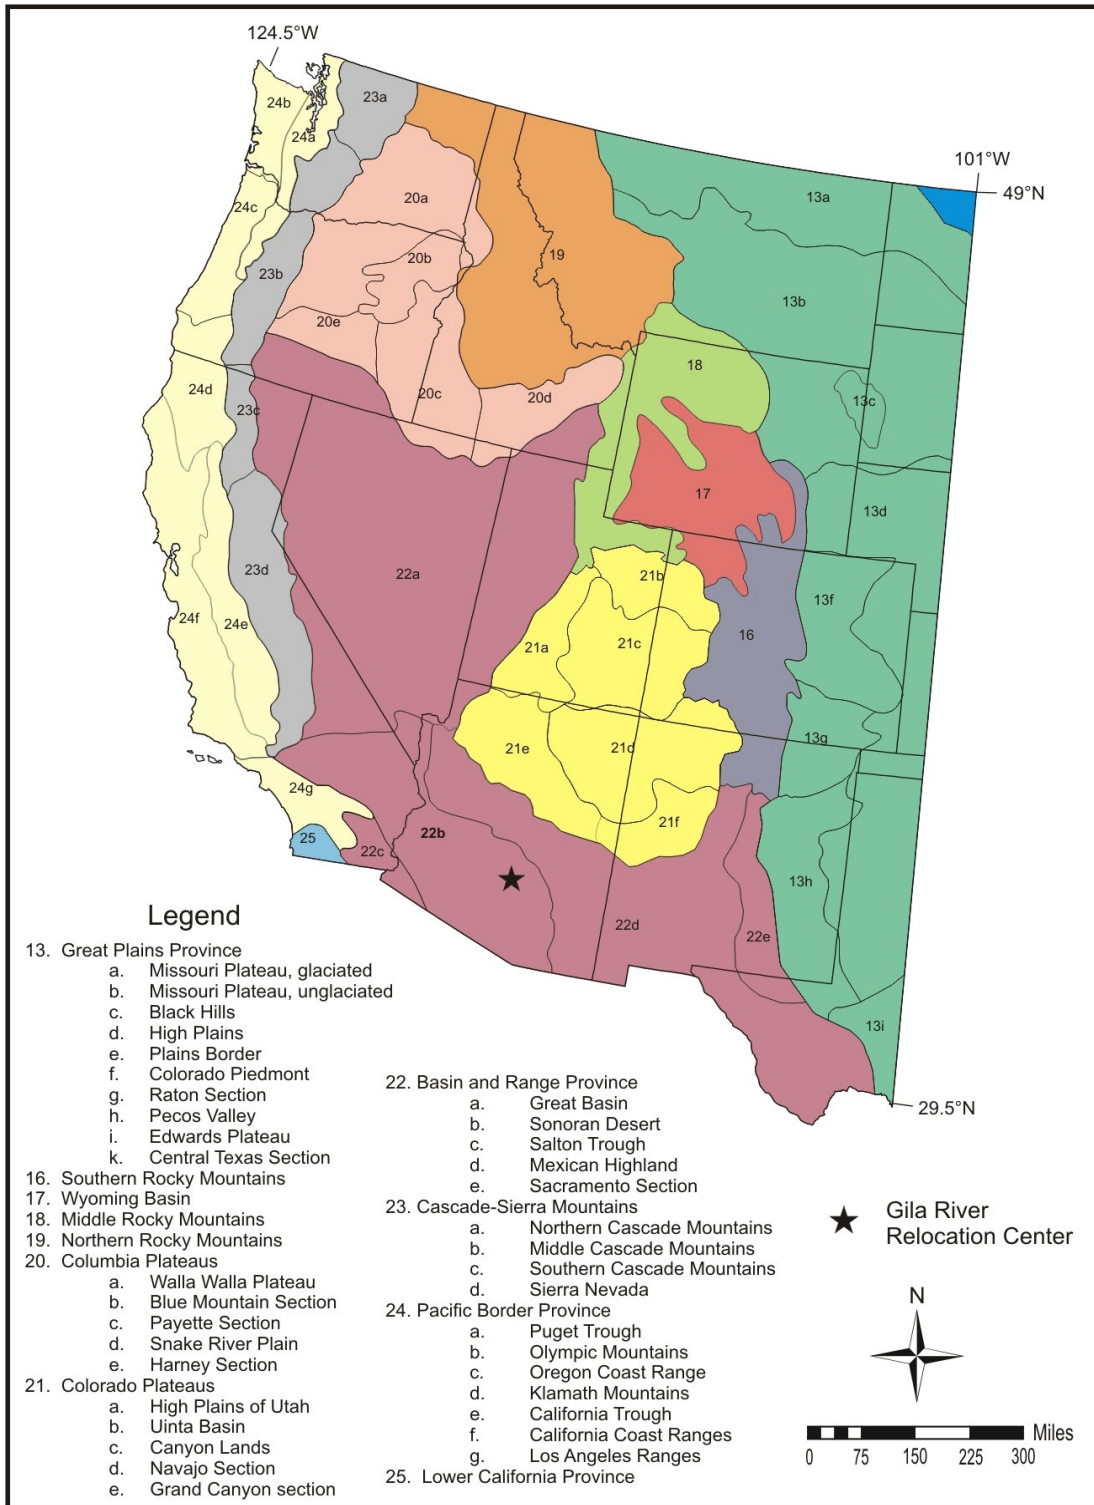 124.5°W
101°W
49°N
24b
24a
23a
24c
20a
13a
23b
20b
19
13b
20e
18
24d
23c
20c
20d
13c
17
13d
22a
23d
21b
13f
24f
24e
21a
21c
16
21e
21d
13g
24g
21f
25
22c
22b
13h
22d
22e
13i
29.5°N
Legend
13. Great Plains Province
a. Missouri Plateau, glaciated
b. Missouri Plateau, unglaciated
c. Black Hills
d. High Plains
e. Plains Border
f. Colorado Piedmont
g. Raton Section
h. Pecos Valley
i. Edwards Plateau
k. Central Texas Section
16. Southern Rocky Mountains
17. Wyoming Basin
18. Middle Rocky Mountains
19. Northern Rocky Mountains
20. Columbia Plateaus
a. Walla Walla Plateau
b. Blue Mountain Section
c. Payette Section
d. Snake River Plain
e. Harney Section
21. Colorado Plateaus
a. High Plains of Utah
b. Uinta Basin
c. Canyon Lands
d. Navajo Section
e. Grand Canyon section
22. Basin and Range Province
a. Great Basin
b. Sonoran Desert
c. Salton Trough
d. Mexican Highland
e. Sacramento Section
23. Cascade-Sierra Mountains
a. Northern Cascade Mountains
b. Middle Cascade Mountains
c. Southern Cascade Mountains
d. Sierra Nevada
24. Pacific Border Province
a. Puget Trough
b. Olympic Mountains
c. Oregon Coast Range
d. Klamath Mountains
e. California Trough
f. California Coast Ranges
g. Los Angeles Ranges
25. Lower California Province
Gila River
Relocation Center
N
Miles
0 75 150 225 300